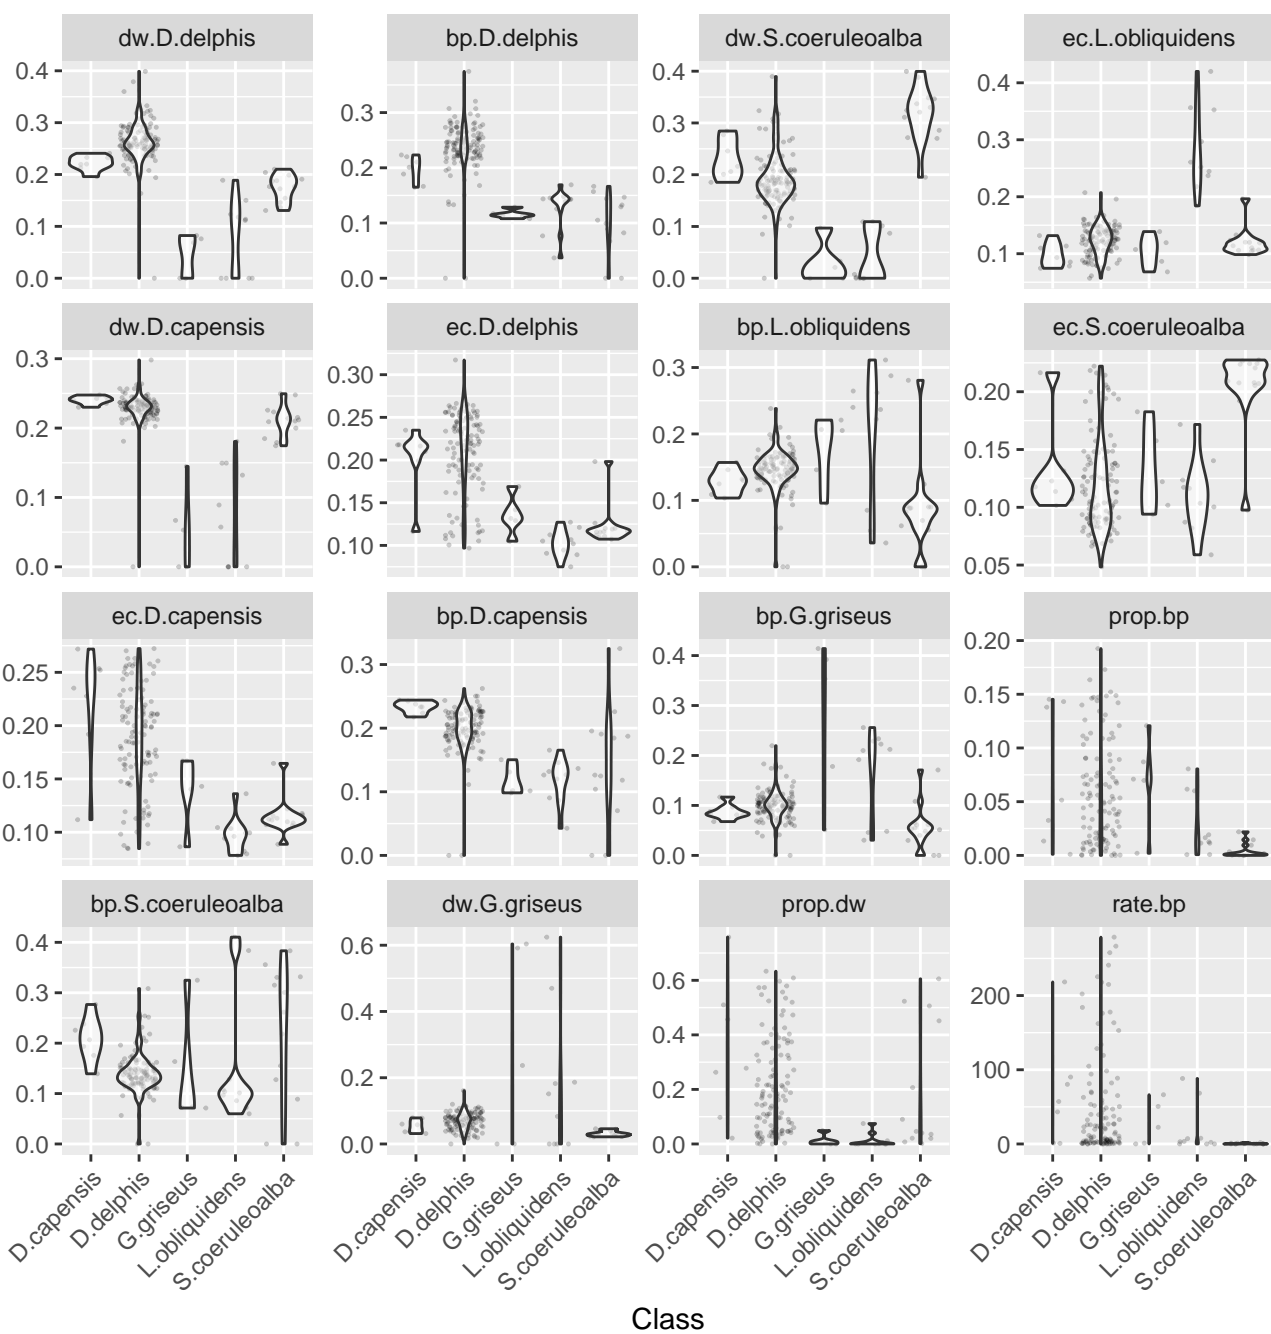 dw.D.delphis bp.D.delphis dw.S.coeruleoalba ec.L.obliquidens
0.4 0.3 0.2 0.1 0.0
0.3 0.2 0.1 0.0
0.4 0.3 0.2 0.1 0.0
0.4 0.3 0.2 0.1
dw.D.capensis ec.D.delphis bp.L.obliquidens ec.S.coeruleoalba
0.3 0.2 0.1 0.0
0.30 0.25 0.20 0.15 0.10
0.3 0.2 0.1 0.0
0.20 0.15 0.10 0.05
ec.D.capensis bp.D.capensis bp.G.griseus prop.bp
0.25 0.20 0.15 0.10
0.3 0.2 0.1 0.0
0.4 0.3 0.2 0.1 0.0
0.20 0.15 0.10 0.05 0.00
bp.S.coeruleoalba dw.G.griseus prop.dw rate.bp
0.4 0.3 0.2 0.1 0.0
0.6 0.4 0.2 0.0
0.6 0.4 0.2 0.0
200 100 0
D.capensis D.delphis G.griseus L.obliquidens S.coeruleoalba
D.capensis D.delphis G.griseus L.obliquidens S.coeruleoalba
D.capensis D.delphis G.griseus L.obliquidens S.coeruleoalba
D.capensis D.delphis G.griseus L.obliquidens S.coeruleoalba
Class